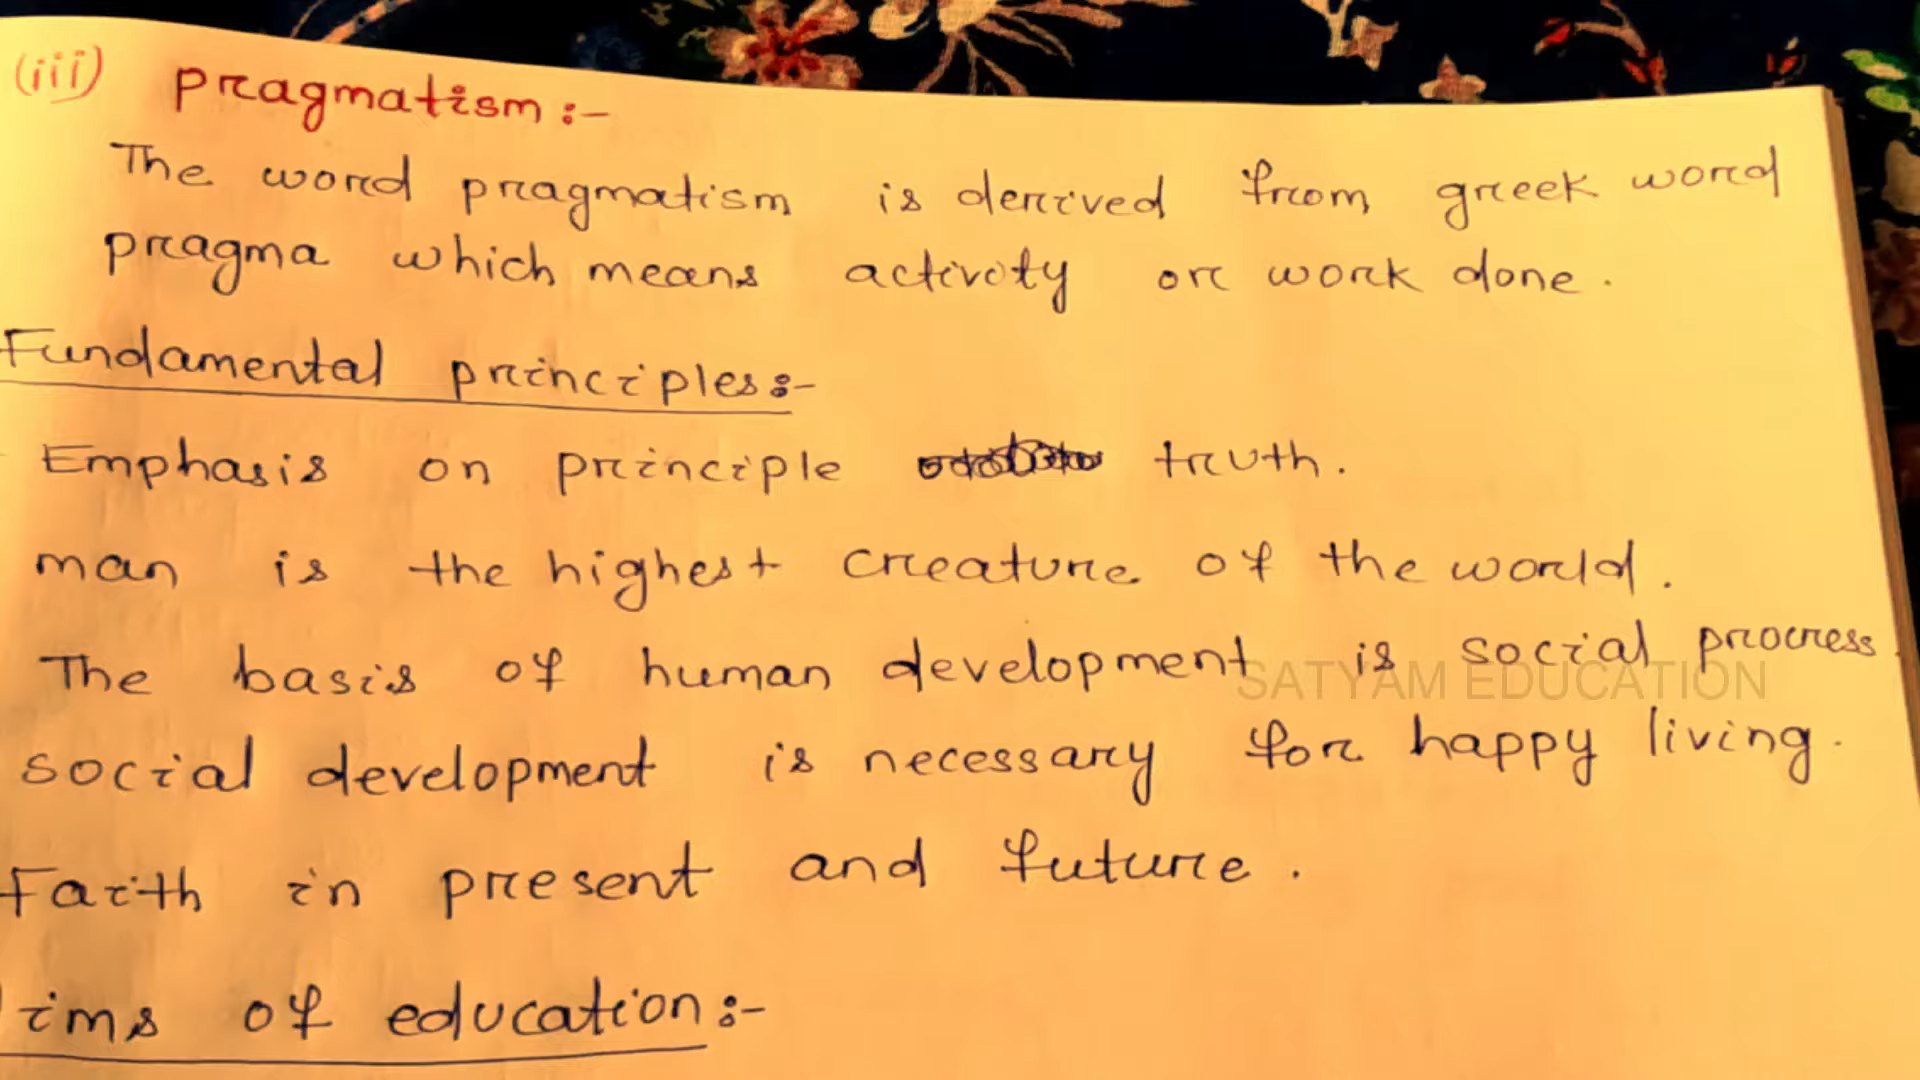 (iii) pragmatism :-
The word pragmatism is derived from greek word
pragma which means activity or work done.
Fundamental principles :-
Emphasis on principle truth.
man is the highest creature of the world.
The basis of human development is social process.
SATYAM EDUCATION
social development is necessary for happy living.
Faith in present and future.
ims of education :-